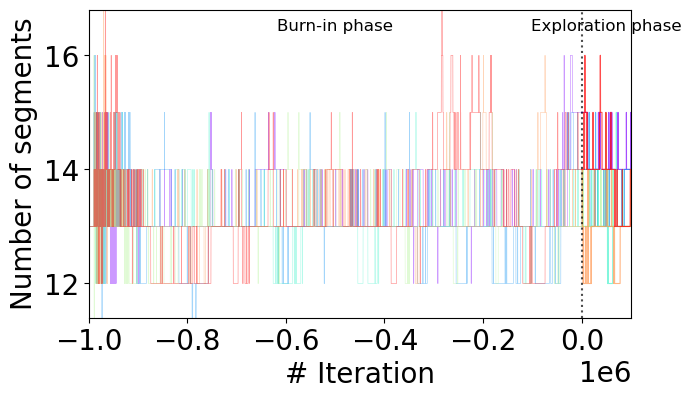 Burn-in phase
Exploration phase
Number of segments
16
14
12
−1.0 −0.8 −0.6 −0.4 −0.2 0.0
# Iteration
1e6